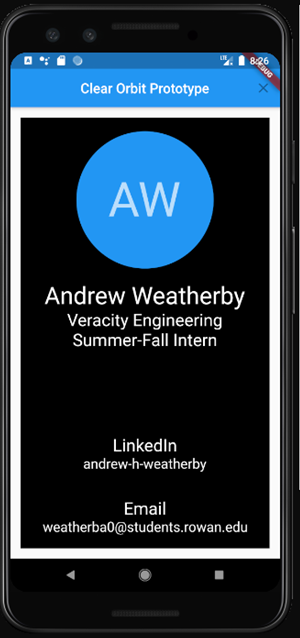 8:26
DEBUG
Clear Orbit Prototype
AW
Andrew Weatherby
Veracity Engineering
Summer-Fall Intern
LinkedIn
andrew-h-weatherby
Email
weatherba0@students.rowan.edu